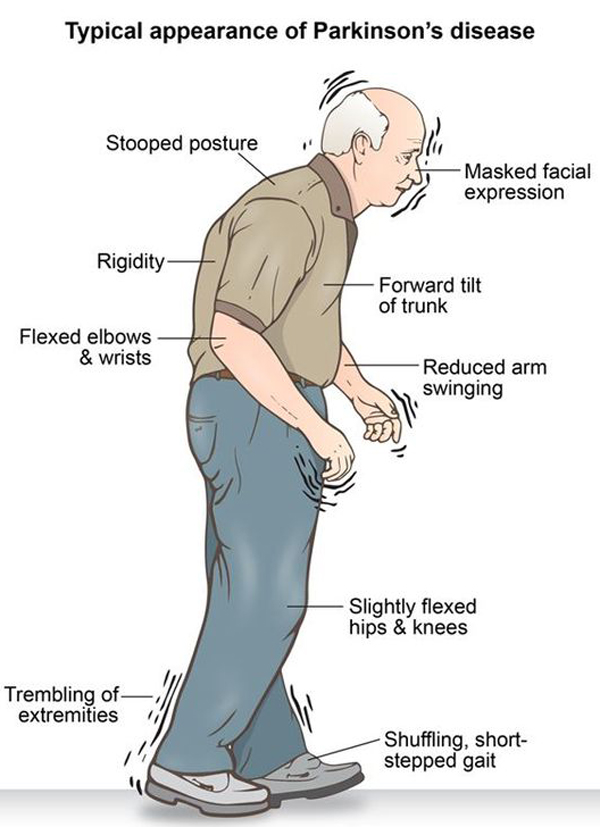 Typical appearance of Parkinson’s disease
Stooped posture
Masked facial
expression
Rigidity
Forward tilt
of trunk
Flexed elbows
& wrists
Reduced arm
swinging
Slightly flexed
hips & knees
Trembling of
extremities
Shuffling, short-
stepped gait